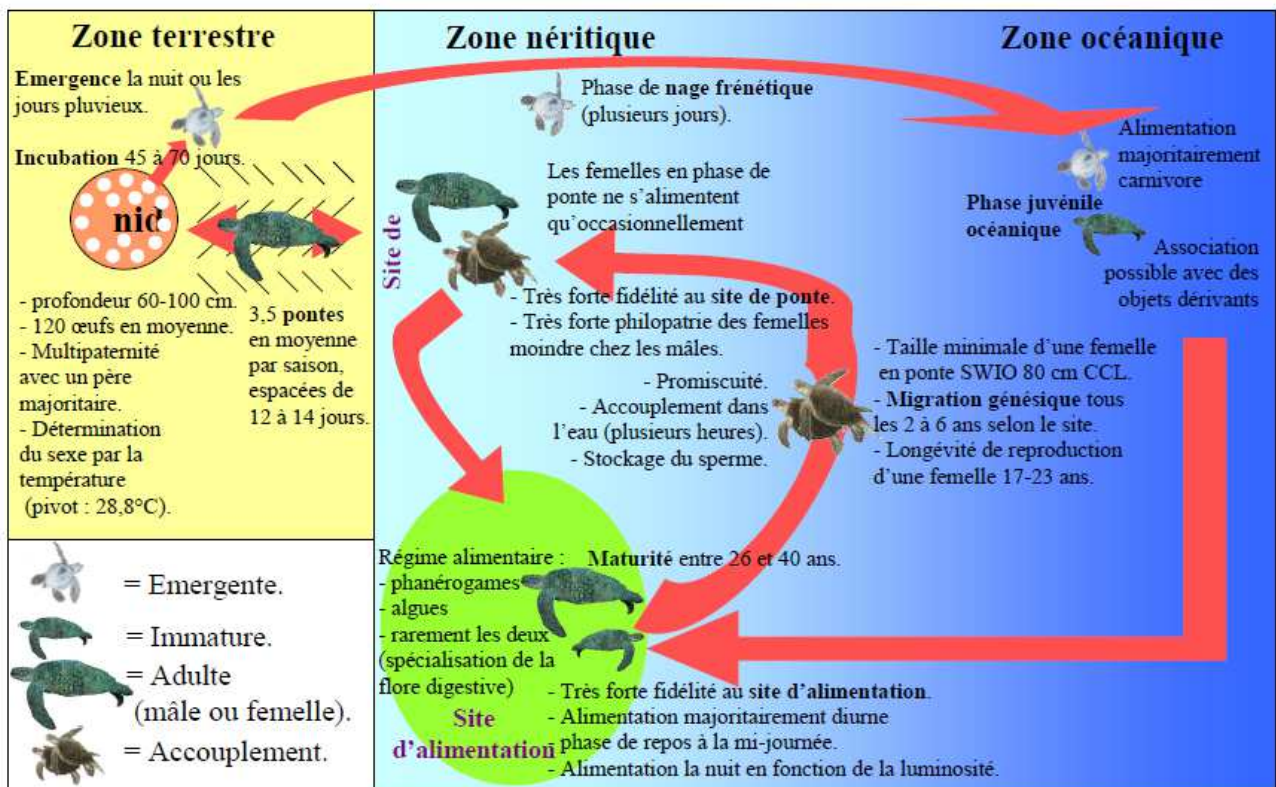 Zone terrestre
Emergence la nuit ou les
jours pluvieux.
Incubation 45 à 70 jours.
nid
- profondeur 60-100 cm.
- 120 œufs en moyenne.
- Multipaternité
avec un père
majoritaire.
- Détermination
du sexe par la
température
(pivot : 28,8°C).
3,5 pontes
en moyenne
par saison,
espacées de
12 à 14 jours.
= Emergente.
= Immature.
= Adulte
(mâle ou femelle).
= Accouplement.
Zone néritique
Phase de nage frénétique
(plusieurs jours).
Les femelles en phase de
ponte ne s’alimentent
qu’occasionnellement
Site de
- Très forte fidélité au site de ponte.
- Très forte philopatrie des femelles
moindre chez les mâles.
- Promiscuité.
- Accouplement dans
l’eau (plusieurs heures).
- Stockage du sperme.
Régime alimentaire :
- phanérogames
- algues
- rarement les deux
(spécialisation de la
flore digestive)
Site
d’alimentation
Maturité entre 26 et 40 ans.
- Très forte fidélité au site d’alimentation.
- Alimentation majoritairement diurne
- phase de repos à la mi-journée.
- Alimentation la nuit en fonction de la luminosité.
Zone océanique
Alimentation
majoritairement
carnivore
Phase juvénile
océanique
Association
possible avec des
objets dérivants
- Taille minimale d’une femelle
en ponte SWIO 80 cm CCL.
- Migration génésique tous
les 2 à 6 ans selon le site.
- Longévité de reproduction
d’une femelle 17-23 ans.